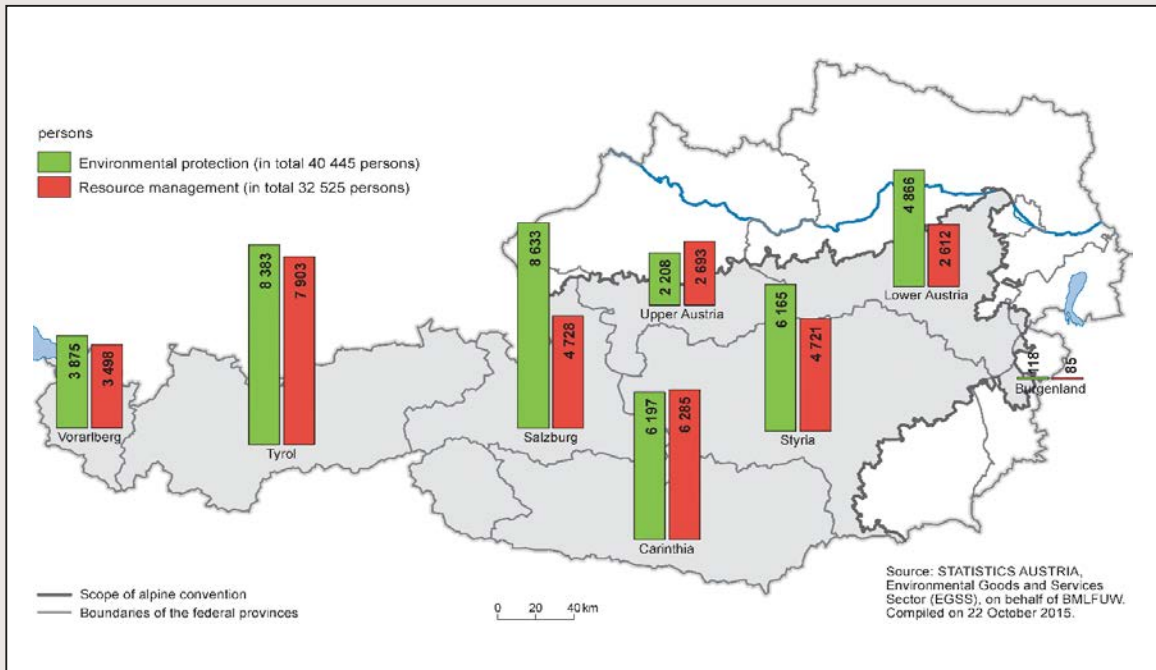 persons
Environmental protection (in total 40 445 persons)
Resource management (in total 32 525 persons)
3 875
3 498
Vorarlberg
8 383
7 903
Tyrol
8 633
4 728
Salzburg
2 208
2 693
Upper Austria
4 866
2 612
Lower Austria
6 165
4 721
Styria
118
85
Burgenland
6 197
6 285
Carinthia
Scope of alpine convention
Boundaries of the federal provinces
0 20 40 km
Source: STATISTICS AUSTRIA,
Environmental Goods and Services
Sector (EGSS), on behalf of BMLFUW.
Compiled on 22 October 2015.